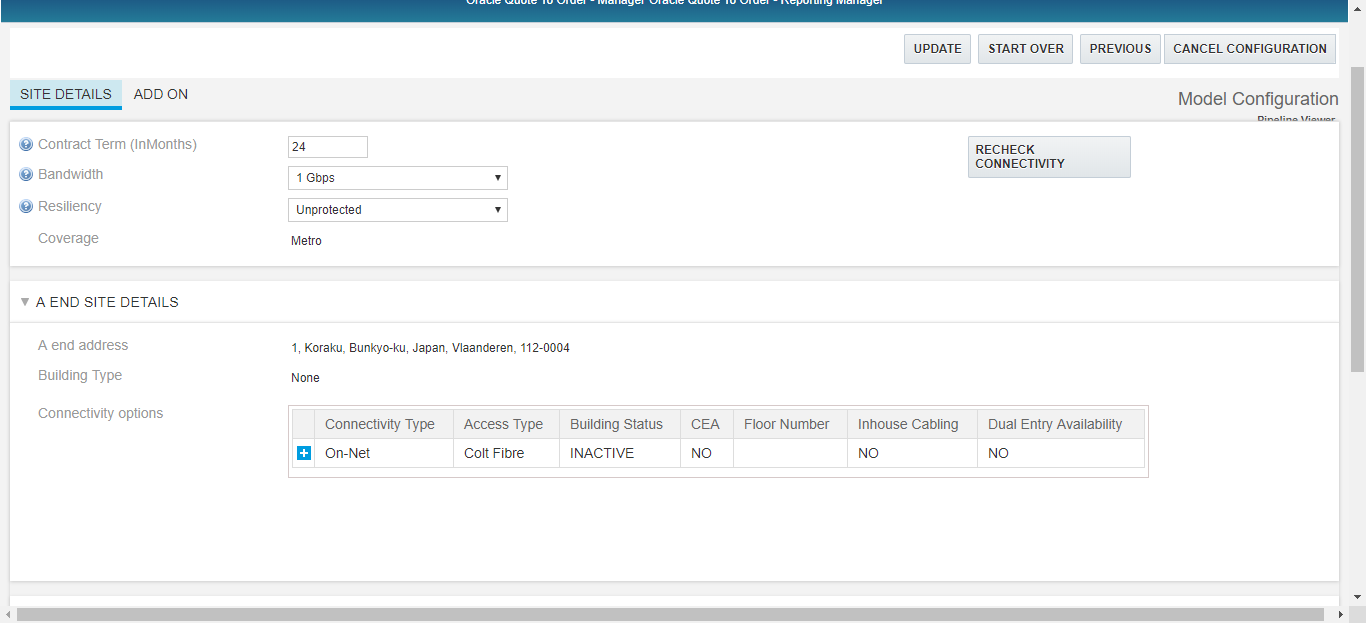 Oracle Quote To Order - Manager Oracle Quote To Order - Reporting Manager
UPDATE START OVER PREVIOUS CANCEL CONFIGURATION
SITE DETAILS ADD ON
Model Configuration
Pipeline Viewer
Contract Term (InMonths) 24
RECHECK
CONNECTIVITY
Bandwidth 1 Gbps
Resiliency Unprotected
Coverage Metro
A END SITE DETAILS
A end address 1, Koraku, Bunkyo-ku, Japan, Vlaanderen, 112-0004
Building Type None
Connectivity options
Connectivity Type Access Type Building Status CEA Floor Number Inhouse Cabling Dual Entry Availability
On-Net Colt Fibre INACTIVE NO NO NO